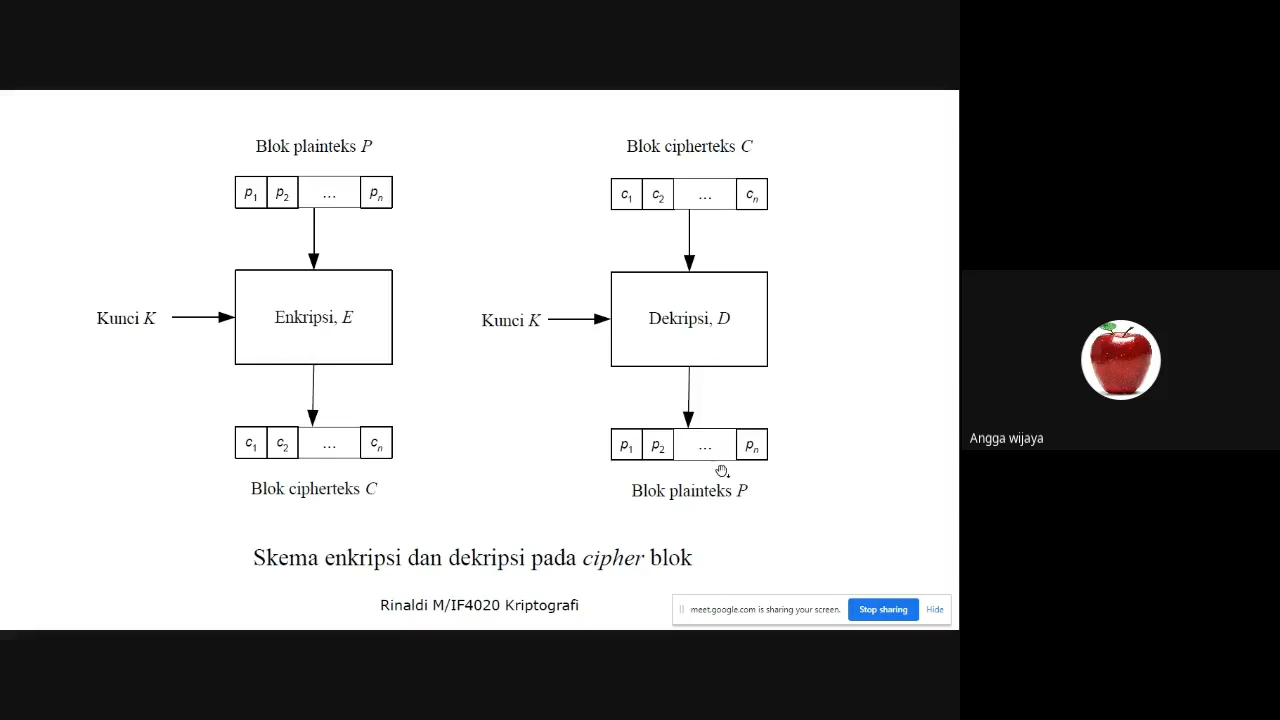 Blok plainteks P
p1 p2 ... pn
Kunci K
Enkripsi, E
c1 c2 ... cn
Blok cipherteks C
Blok cipherteks C
c1 c2 ... cn
Kunci K
Dekripsi, D
p1 p2 ... pn
Blok plainteks P
Skema enkripsi dan dekripsi pada cipher blok
Rinaldi M/IF4020 Kriptografi
meet.google.com is sharing your screen. Stop sharing Hide
Angga wijaya